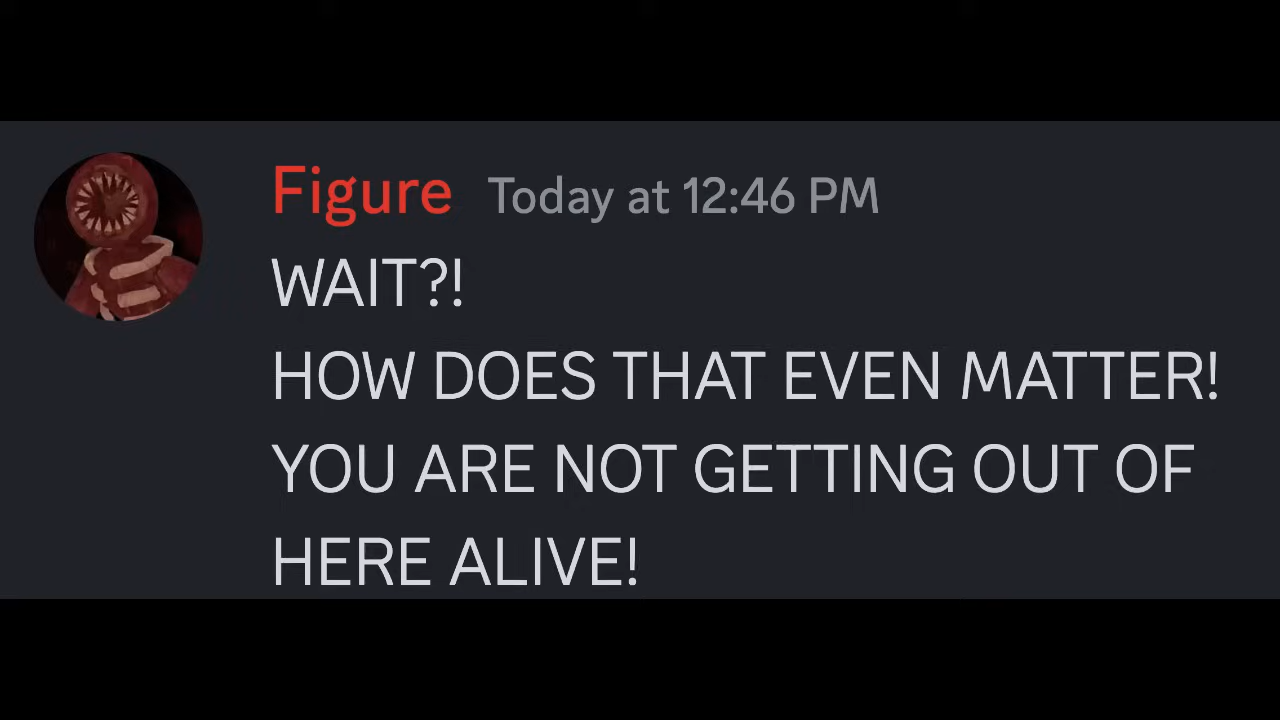 Figure Today at 12:46 PM
WAIT?!
HOW DOES THAT EVEN MATTER!
YOU ARE NOT GETTING OUT OF
HERE ALIVE!